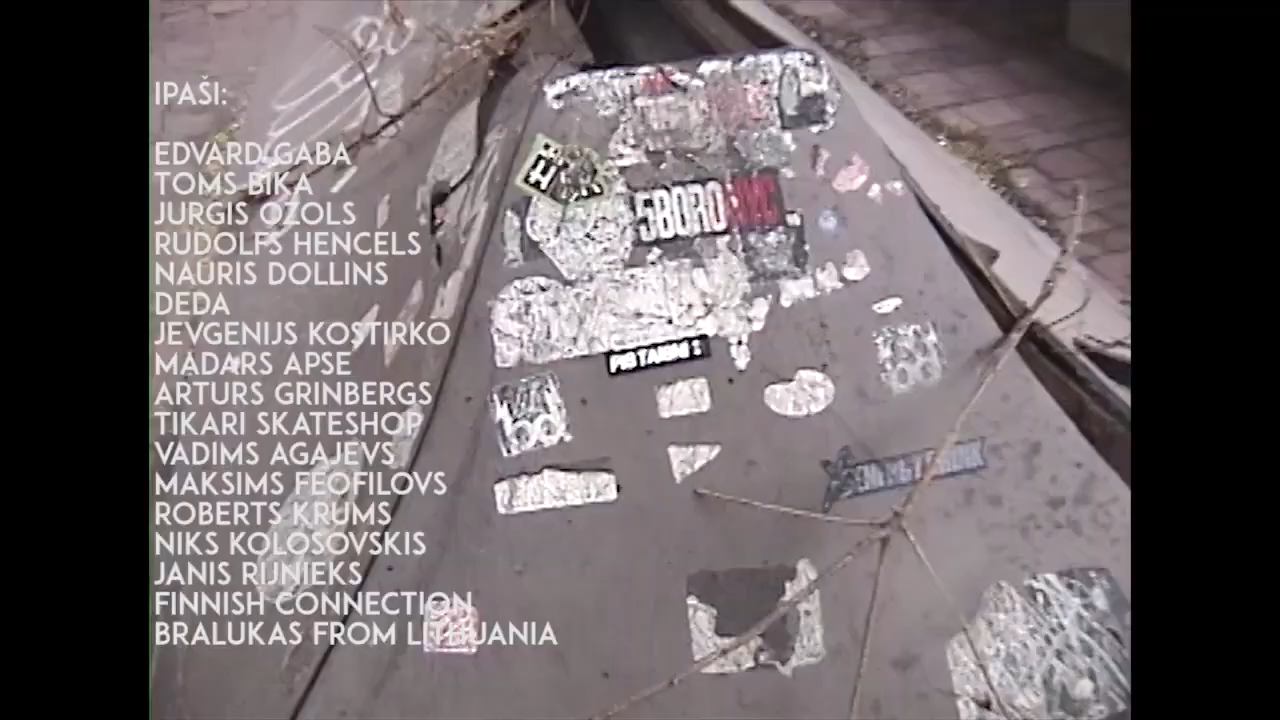 IPAŠI:
EDVARD GABA
TOMS BIKA
JURGIS OZOLS
RUDOLFS HENCELS
NAURIS DOLLINS
DEDA
JEVGENIJS KOSTIRKO
MADARS APSE
ARTURS GRINBERGS
TIKARI SKATESHOP
VADIMS AGAJEVS
MAKSIMS FEOFILOVS
ROBERTS KRUMS
NIKS KOLOSOVSKIS
JANIS RIJNIEKS
FINNISH CONNECTION
BRALUKAS FROM LITHUANIA
5BORO